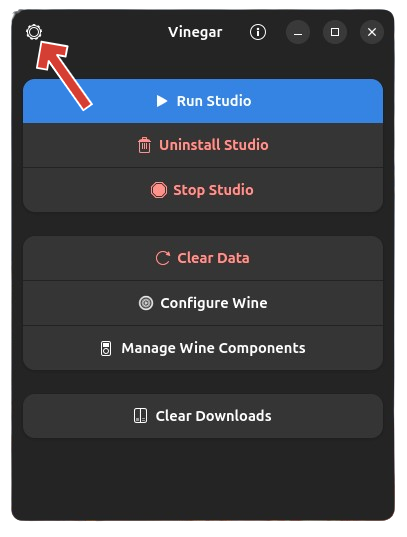 Vinegar
Run Studio
Uninstall Studio
Stop Studio
Clear Data
Configure Wine
Manage Wine Components
Clear Downloads